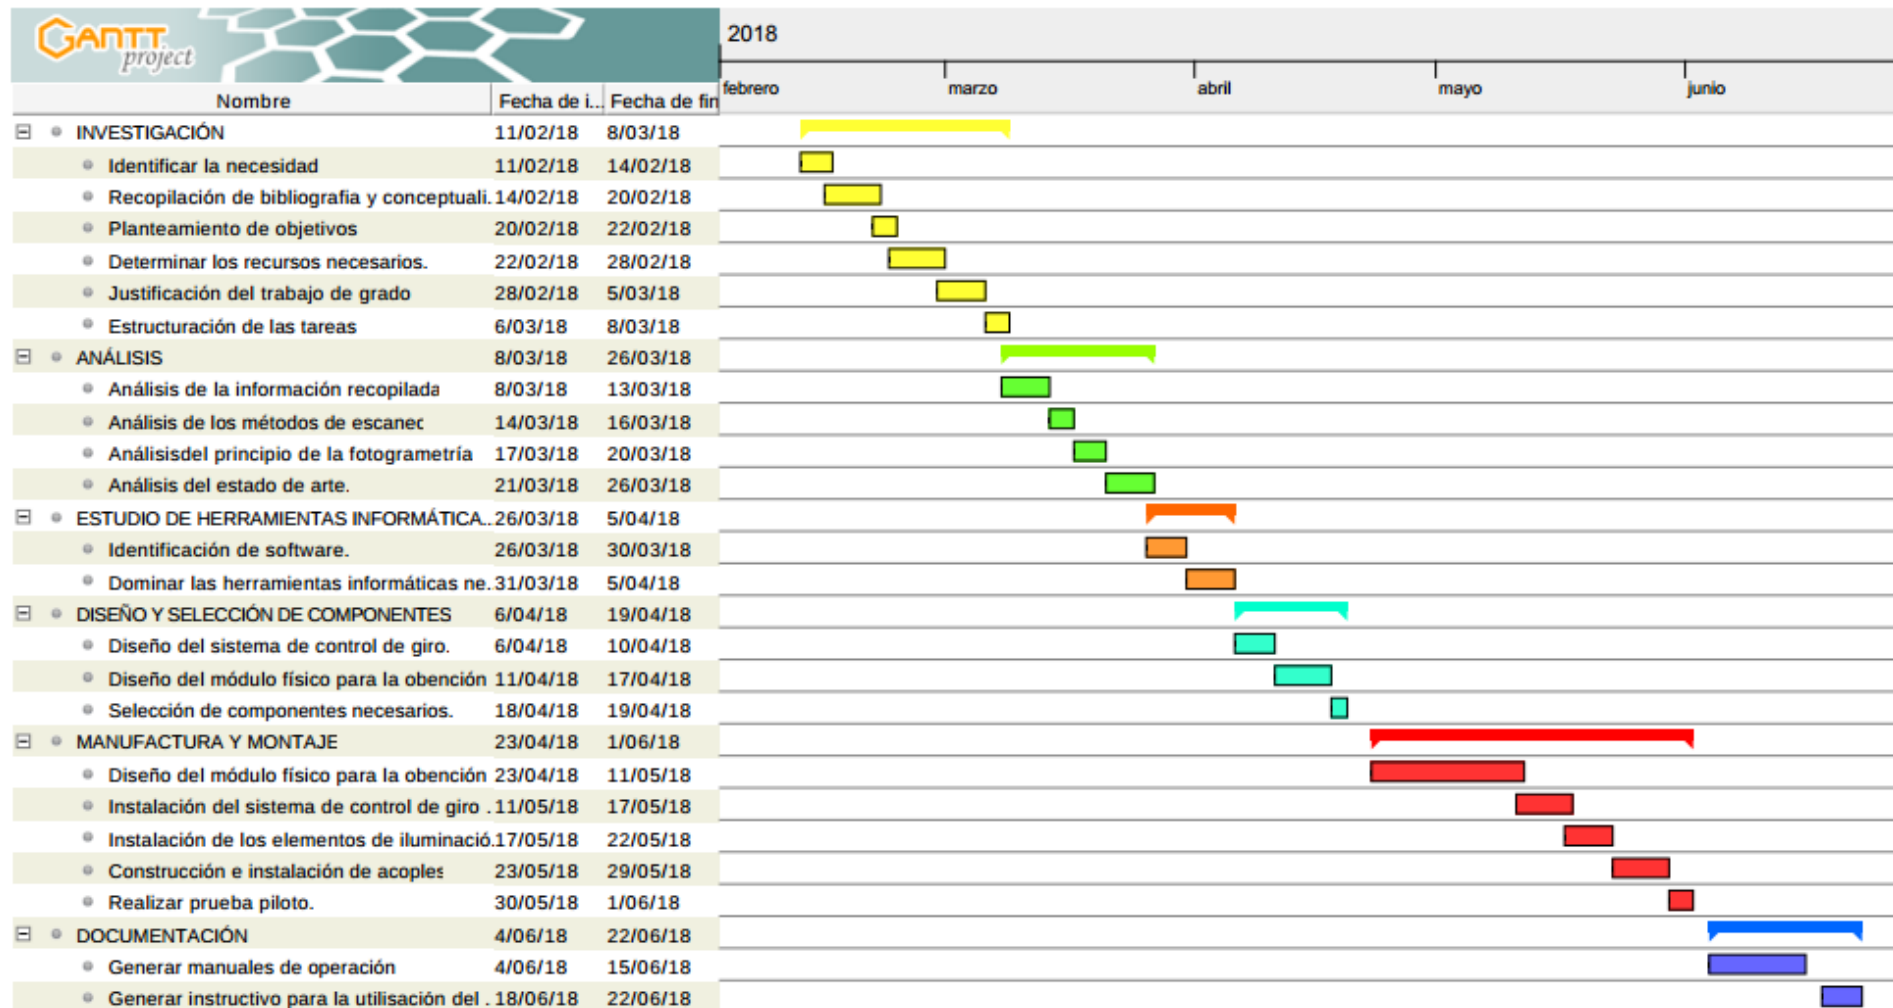 GANTT
project
2018
febrero marzo abril mayo junio
Nombre Fecha de i... Fecha de fin
INVESTIGACIÓN 11/02/18 8/03/18
Identificar la necesidad 11/02/18 14/02/18
Recopilación de bibliografia y conceptuali. 14/02/18 20/02/18
Planteamiento de objetivos 20/02/18 22/02/18
Determinar los recursos necesarios. 22/02/18 28/02/18
Justificación del trabajo de grado 28/02/18 5/03/18
Estructuración de las tareas 6/03/18 8/03/18
ANÁLISIS 8/03/18 26/03/18
Análisis de la información recopilada 8/03/18 13/03/18
Análisis de los métodos de escanec 14/03/18 16/03/18
Análisisdel principio de la fotogrametría 17/03/18 20/03/18
Análisis del estado de arte. 21/03/18 26/03/18
ESTUDIO DE HERRAMIENTAS INFORMÁTICA.. 26/03/18 5/04/18
Identificación de software. 26/03/18 30/03/18
Dominar las herramientas informáticas ne. 31/03/18 5/04/18
DISEÑO Y SELECCIÓN DE COMPONENTES 6/04/18 19/04/18
Diseño del sistema de control de giro. 6/04/18 10/04/18
Diseño del módulo físico para la obención 11/04/18 17/04/18
Selección de componentes necesarios. 18/04/18 19/04/18
MANUFACTURA Y MONTAJE 23/04/18 1/06/18
Diseño del módulo físico para la obención 23/04/18 11/05/18
Instalación del sistema de control de giro . 11/05/18 17/05/18
Instalación de los elementos de iluminació. 17/05/18 22/05/18
Construcción e instalación de acoples 23/05/18 29/05/18
Realizar prueba piloto. 30/05/18 1/06/18
DOCUMENTACIÓN 4/06/18 22/06/18
Generar manuales de operación 4/06/18 15/06/18
Generar instructivo para la utilisación del . 18/06/18 22/06/18